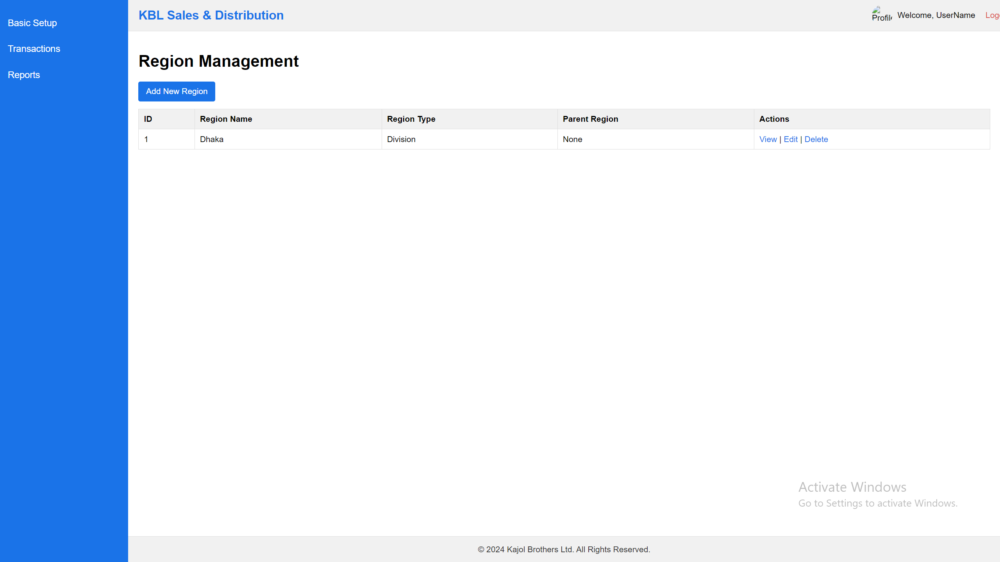 Basic Setup
Transactions
Reports
KBL Sales & Distribution
Welcome, UserName
Region Management
Add New Region
ID Region Name Region Type Parent Region Actions
1 Dhaka Division None View | Edit | Delete
Activate Windows
Go to Settings to activate Windows.
© 2024 Kajol Brothers Ltd. All Rights Reserved.